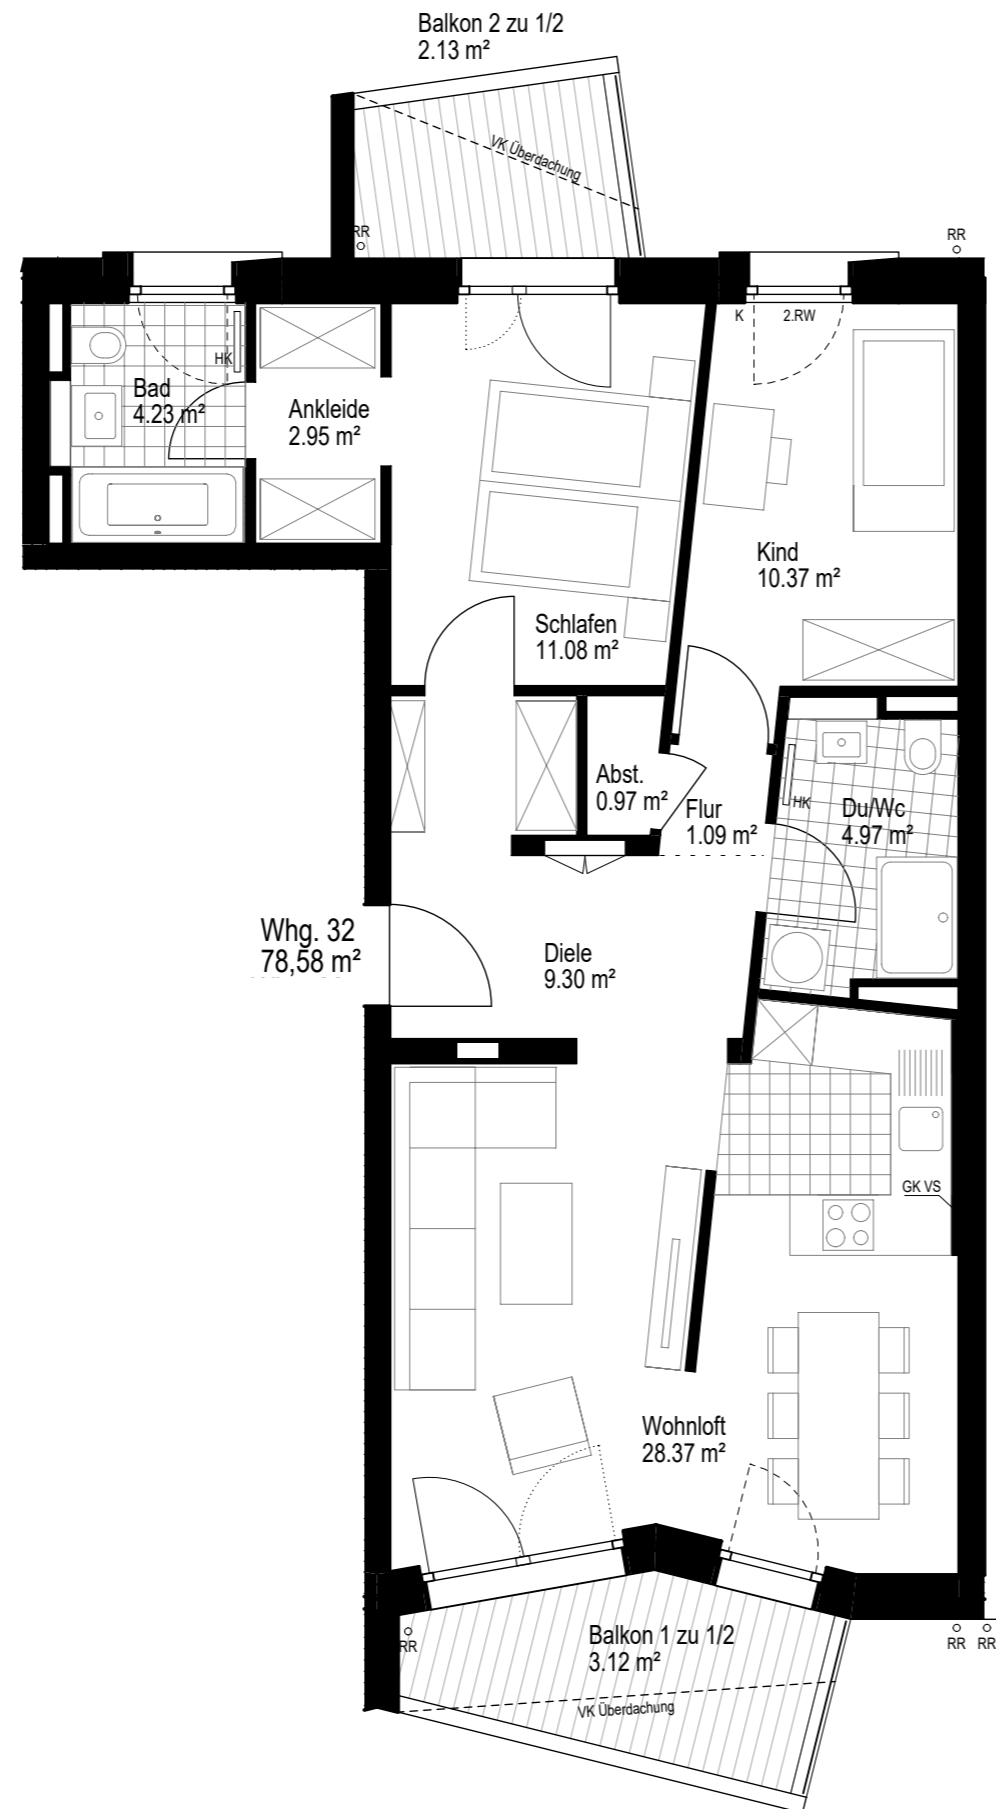 Balkon 2 zu 1/2
2.13 m²
VK Überdachung
RR
RR
K
2.RW
HK
Bad
4.23 m²
Ankleide
2.95 m²
Kind
10.37 m²
Schlafen
11.08 m²
Abst.
0.97 m²
Flur
1.09 m²
HK
Du/Wc
4.97 m²
Whg. 32
78,58 m²
Diele
9.30 m²
GK VS
Wohnloft
28.37 m²
Balkon 1 zu 1/2
3.12 m²
RR
RR
RR
VK Überdachung